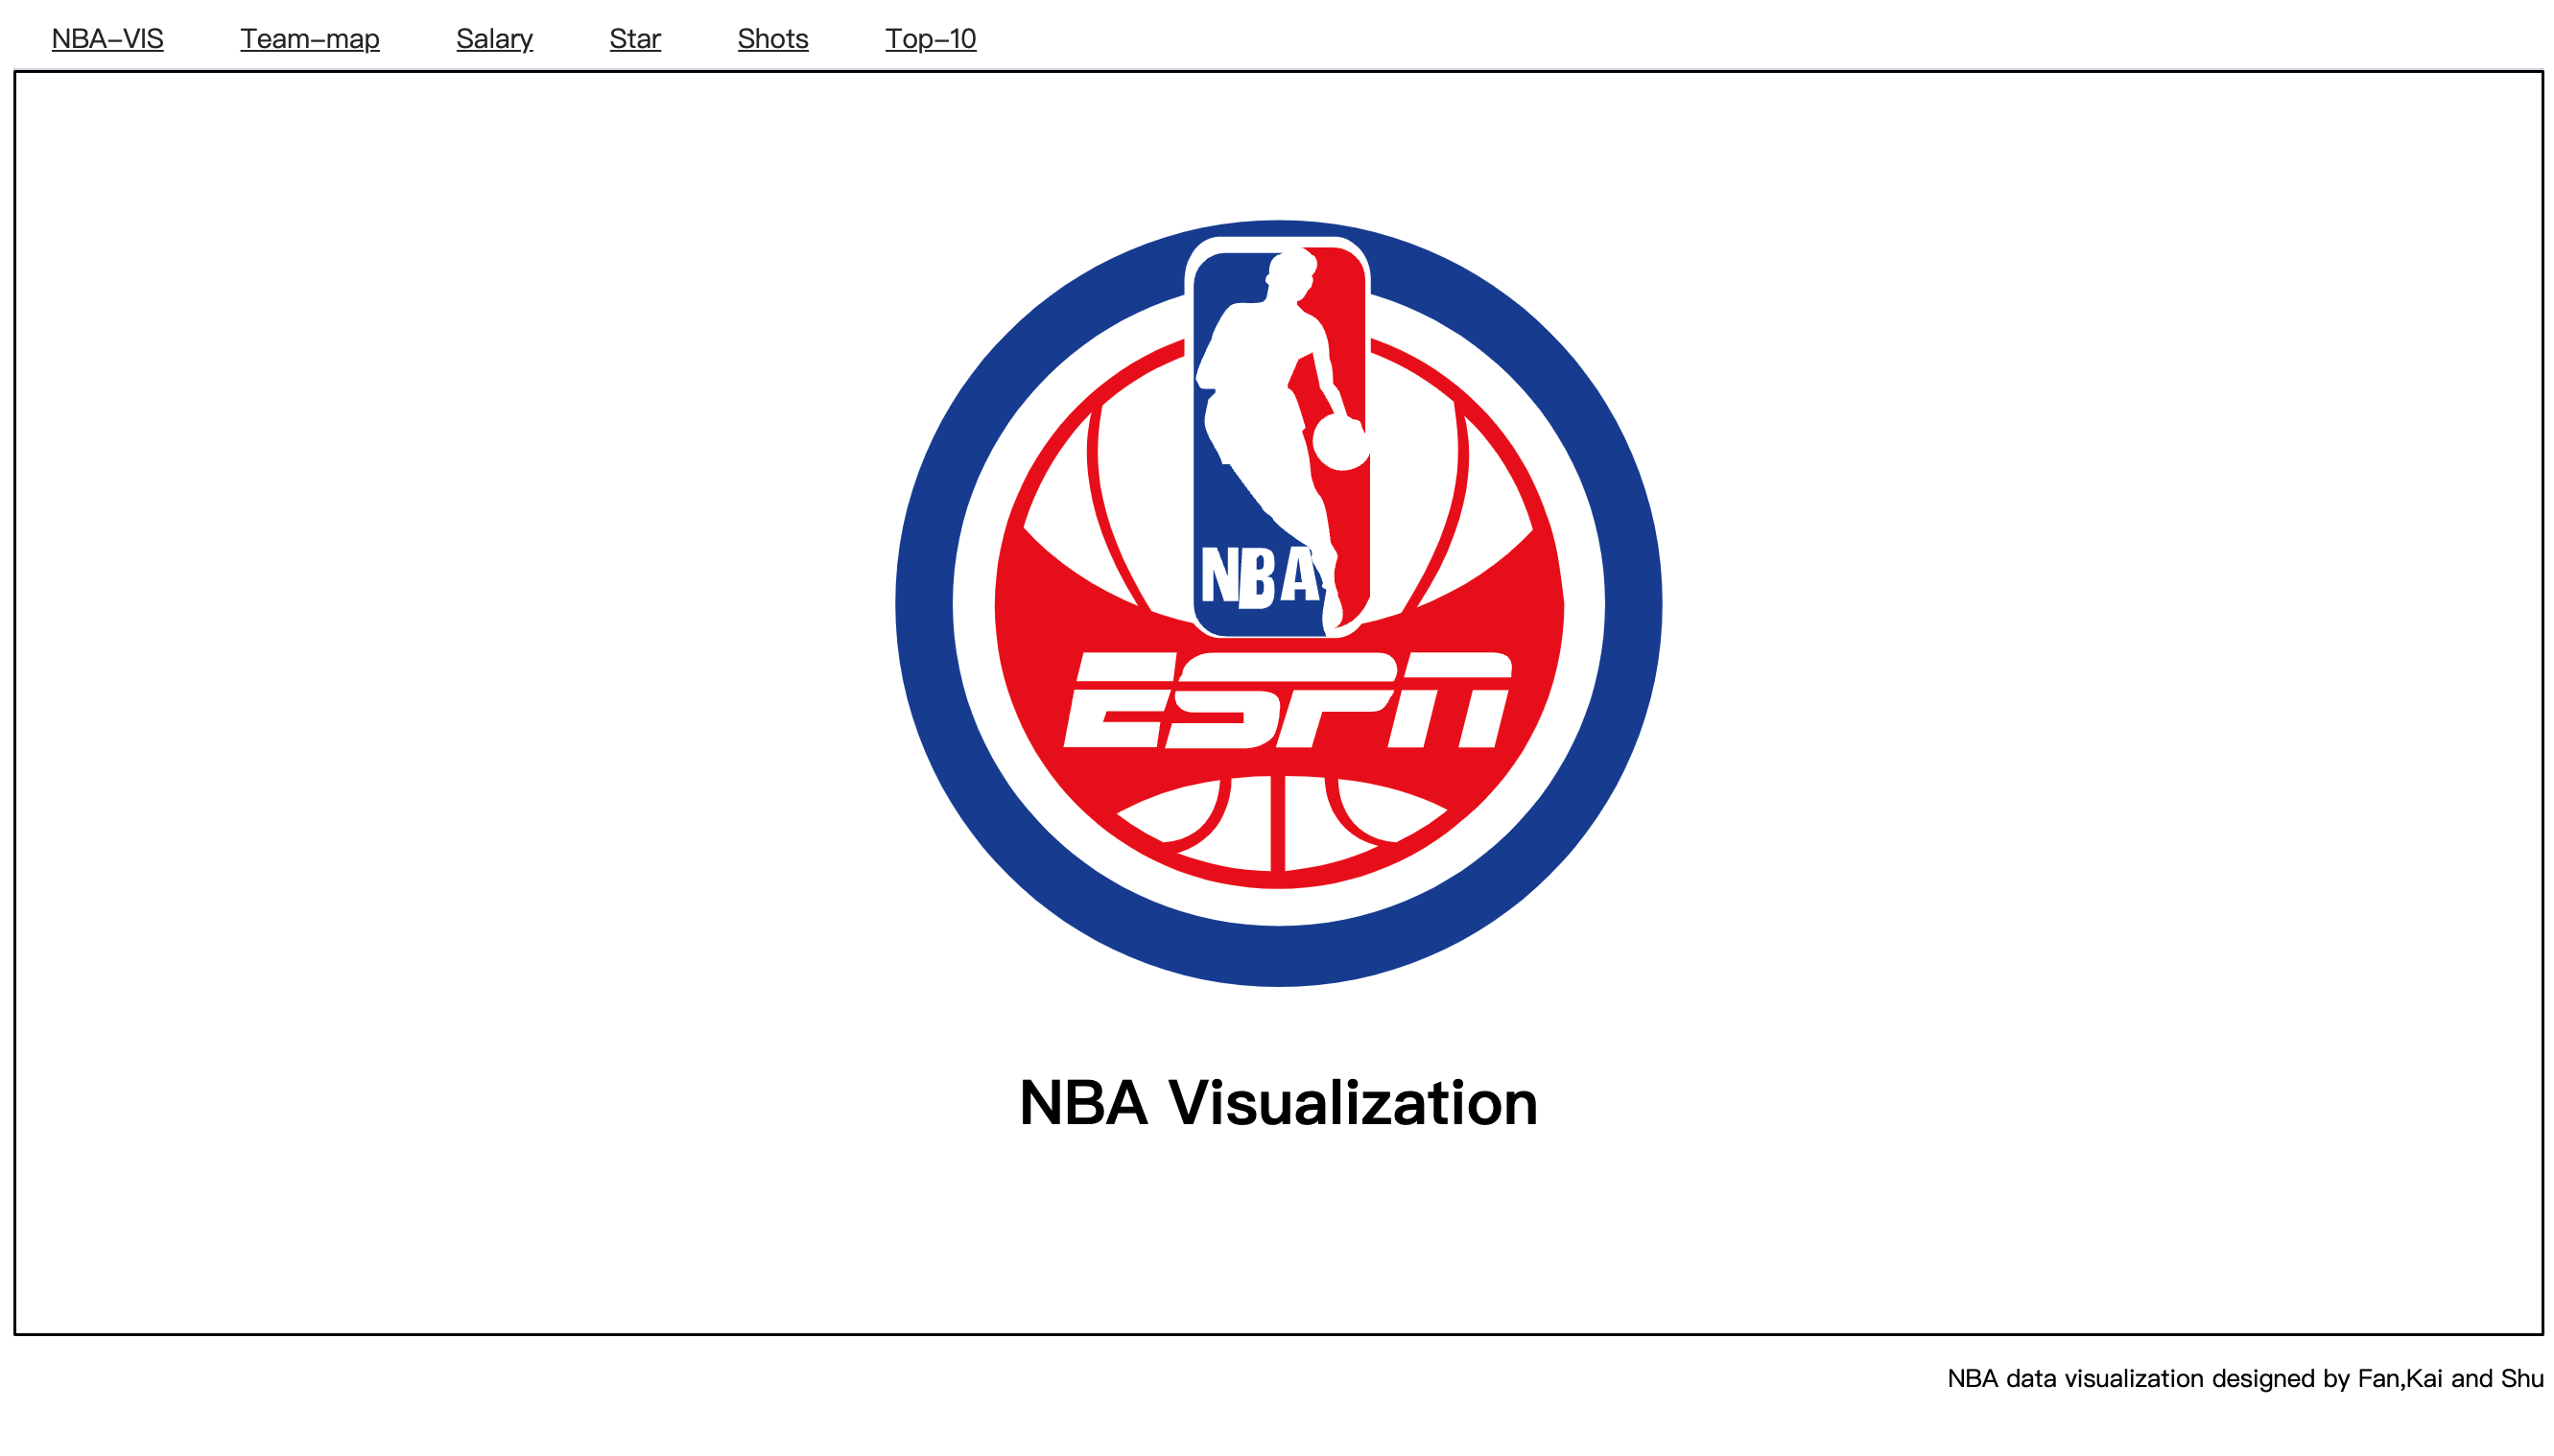 NBA–VIS Team–map Salary Star Shots Top–10
NBA
ESPN
NBA Visualization
NBA data visualization designed by Fan,Kai and Shu